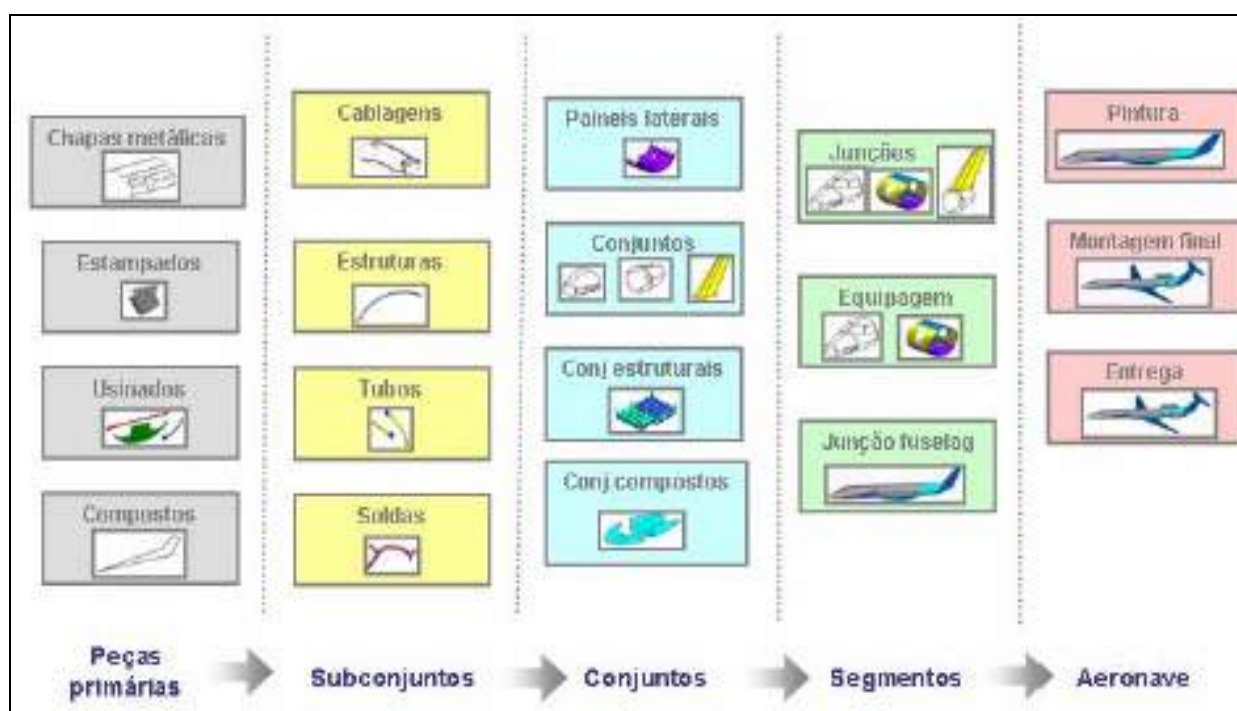 Chapas metálicas
Estampados
Usinados
Compostos
Peças
primárias
Cablagens
Estruturas
Tubos
Soldas
Subconjuntos
Paineis laterais
Conjuntos
Conj estruturais
Conj.compostos
Conjuntos
Junções
Equipagem
Junção fuselag
Segmentos
Pintura
Montagem final
Entrega
Aeronave